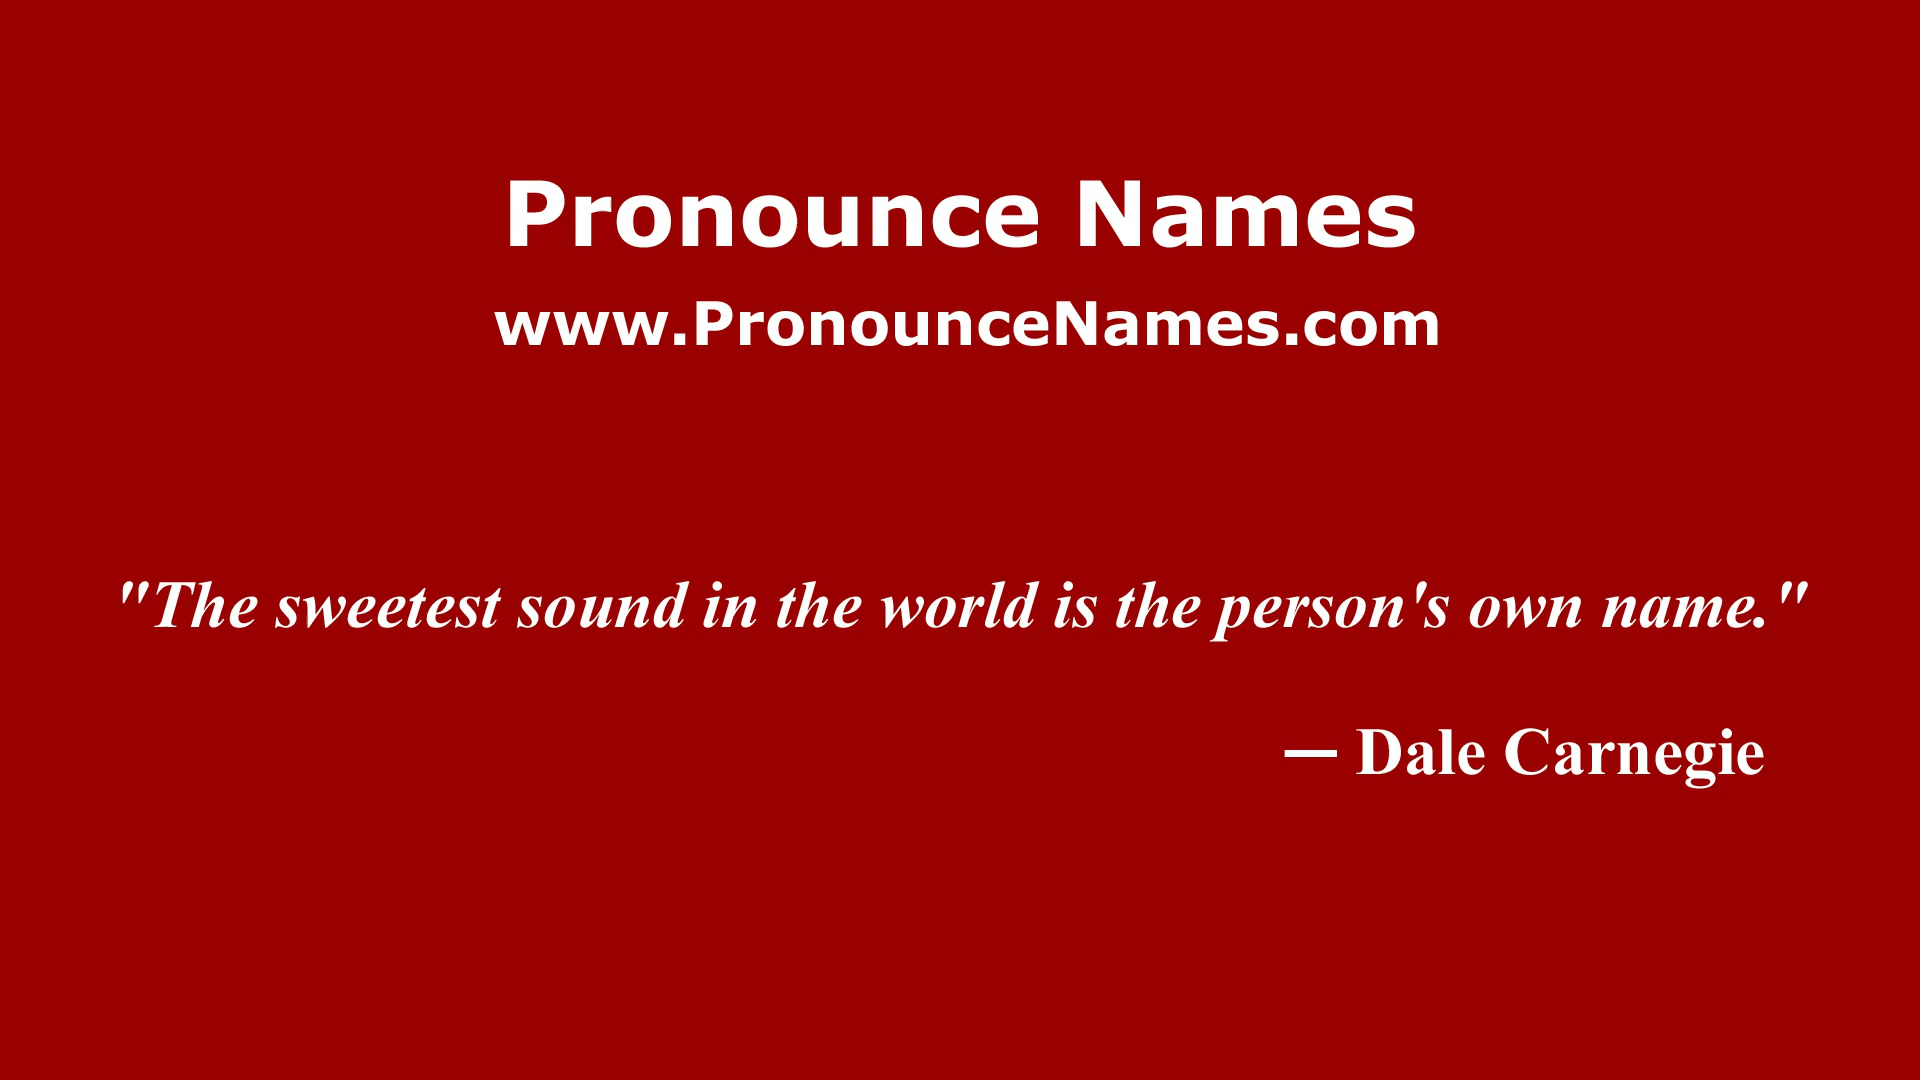 Pronounce Names
www.PronounceNames.com
"The sweetest sound in the world is the person's own name."
— Dale Carnegie